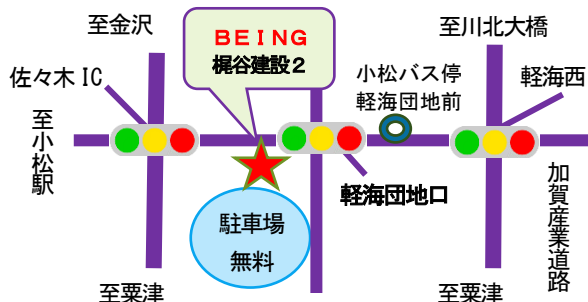 至金沢
至川北大橋
BEING
梶谷建設2
佐々木 IC
小松バス停
軽海団地前
軽海西
至小松駅
軽海団地口
加賀産業道路
駐車場
無料
至粟津
至粟津